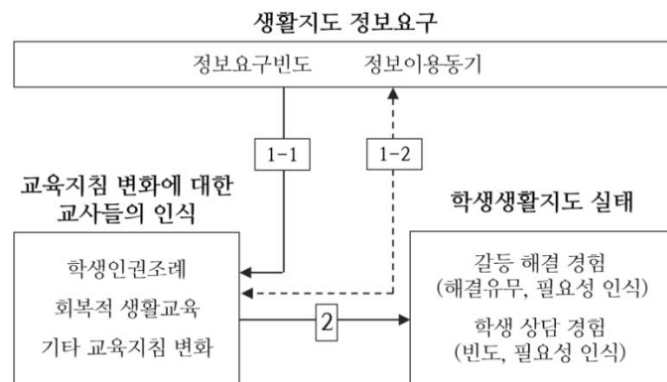 생활지도 정보요구
정보요구빈도 정보이용동기
1-1 1-2
교육지침 변화에 대한
교사들의 인식
학생인권조례
회복적 생활교육
기타 교육지침 변화
2
학생생활지도 실태
갈등 해결 경험
(해결유무, 필요성 인식)
학생 상담 경험
(빈도, 필요성 인식)